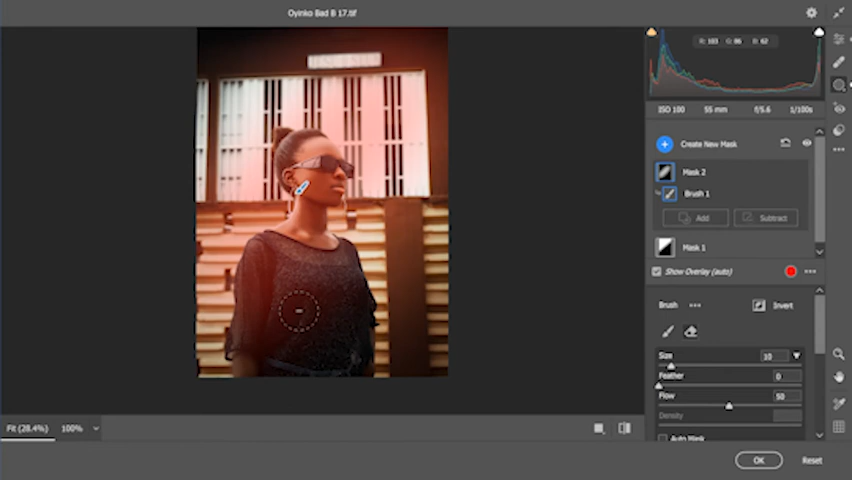 Oyinko Bad B 17.tif
R: 103 G: 86 B: 62
ISO 100 55 mm f/5.6 1/100s
Create New Mask
Mask 2
Brush 1
Add Subtract
Mask 1
Show Overlay (auto)
Brush Invert
Size 10
Feather 0
Flow 50
Density
Auto Mask
Fit (28.4%) 100%
OK Reset